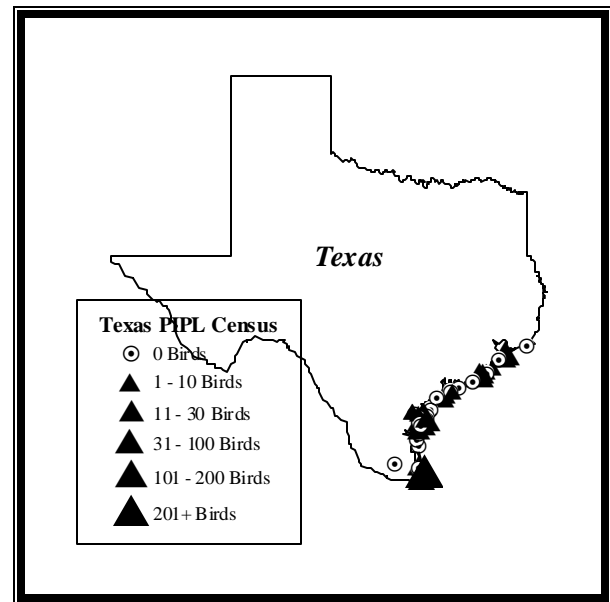 Texas
Texas PIPL Census
0 Birds
1 - 10 Birds
11 - 30 Birds
31 - 100 Birds
101 - 200 Birds
201+ Birds